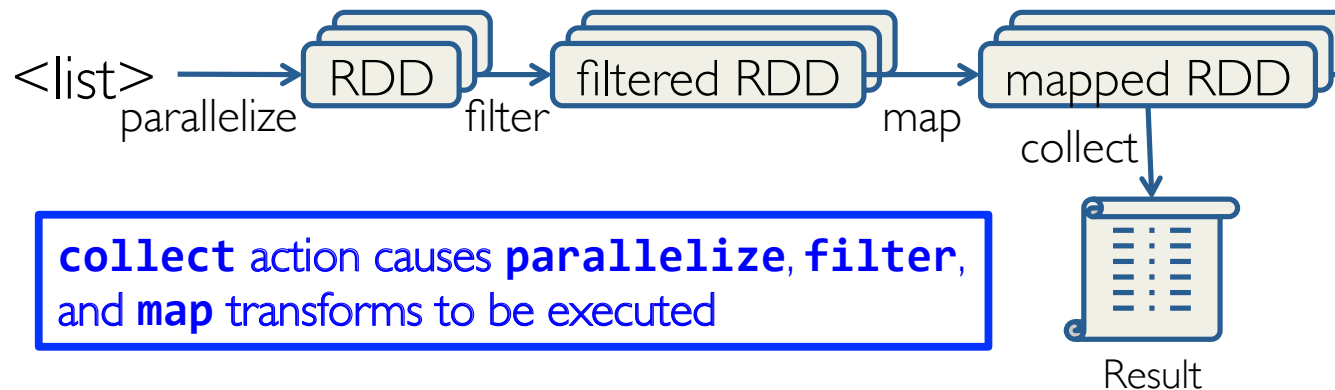 <list>
parallelize
RDD
filter
filtered RDD
map
mapped RDD
collect
collect action causes parallelize, filter,
and map transforms to be executed
Result